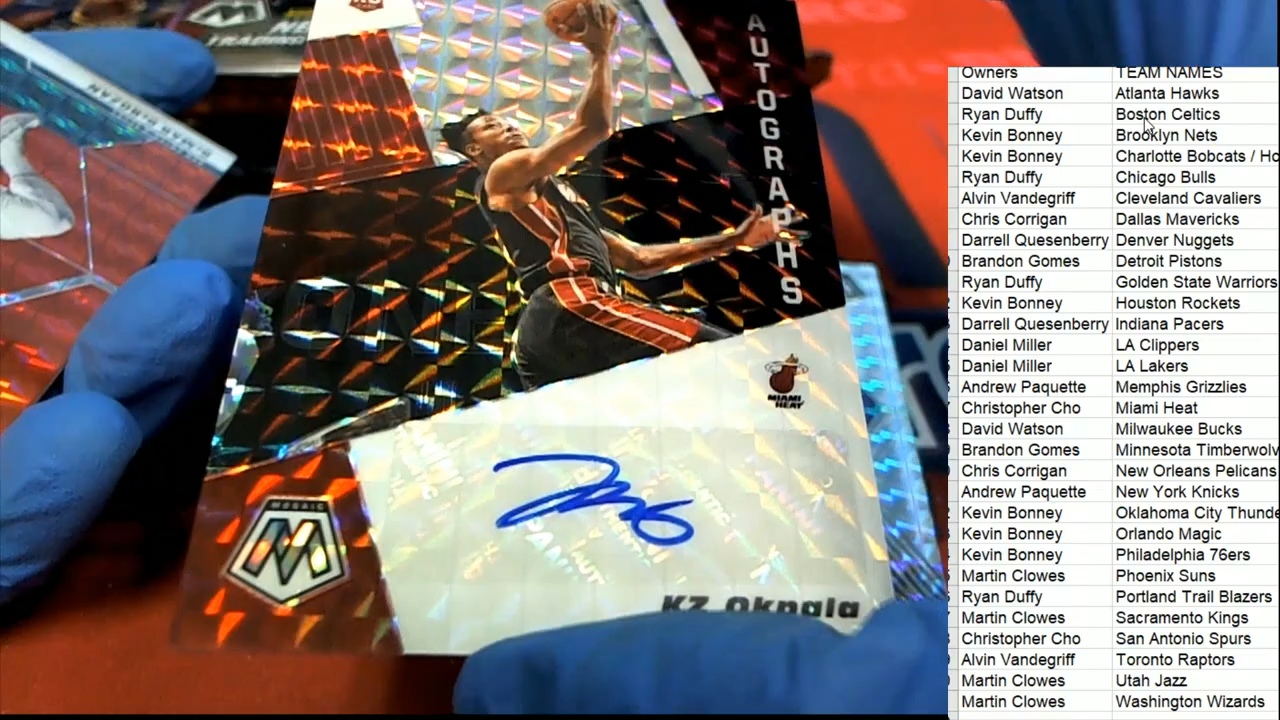 AUTOGRAPHS
MIAMI
HEAT
MOSAIC
KZ Okpala
Owners TEAM NAMES
David Watson Atlanta Hawks
Ryan Duffy Boston Celtics
Kevin Bonney Brooklyn Nets
Kevin Bonney Charlotte Bobcats / Ho
Ryan Duffy Chicago Bulls
Alvin Vandegriff Cleveland Cavaliers
Chris Corrigan Dallas Mavericks
Darrell Quesenberry Denver Nuggets
Brandon Gomes Detroit Pistons
Ryan Duffy Golden State Warriors
Kevin Bonney Houston Rockets
Darrell Quesenberry Indiana Pacers
Daniel Miller LA Clippers
Daniel Miller LA Lakers
Andrew Paquette Memphis Grizzlies
Christopher Cho Miami Heat
David Watson Milwaukee Bucks
Brandon Gomes Minnesota Timberwolv
Chris Corrigan New Orleans Pelicans
Andrew Paquette New York Knicks
Kevin Bonney Oklahoma City Thunde
Kevin Bonney Orlando Magic
Kevin Bonney Philadelphia 76ers
Martin Clowes Phoenix Suns
Ryan Duffy Portland Trail Blazers
Martin Clowes Sacramento Kings
Christopher Cho San Antonio Spurs
Alvin Vandegriff Toronto Raptors
Martin Clowes Utah Jazz
Martin Clowes Washington Wizards